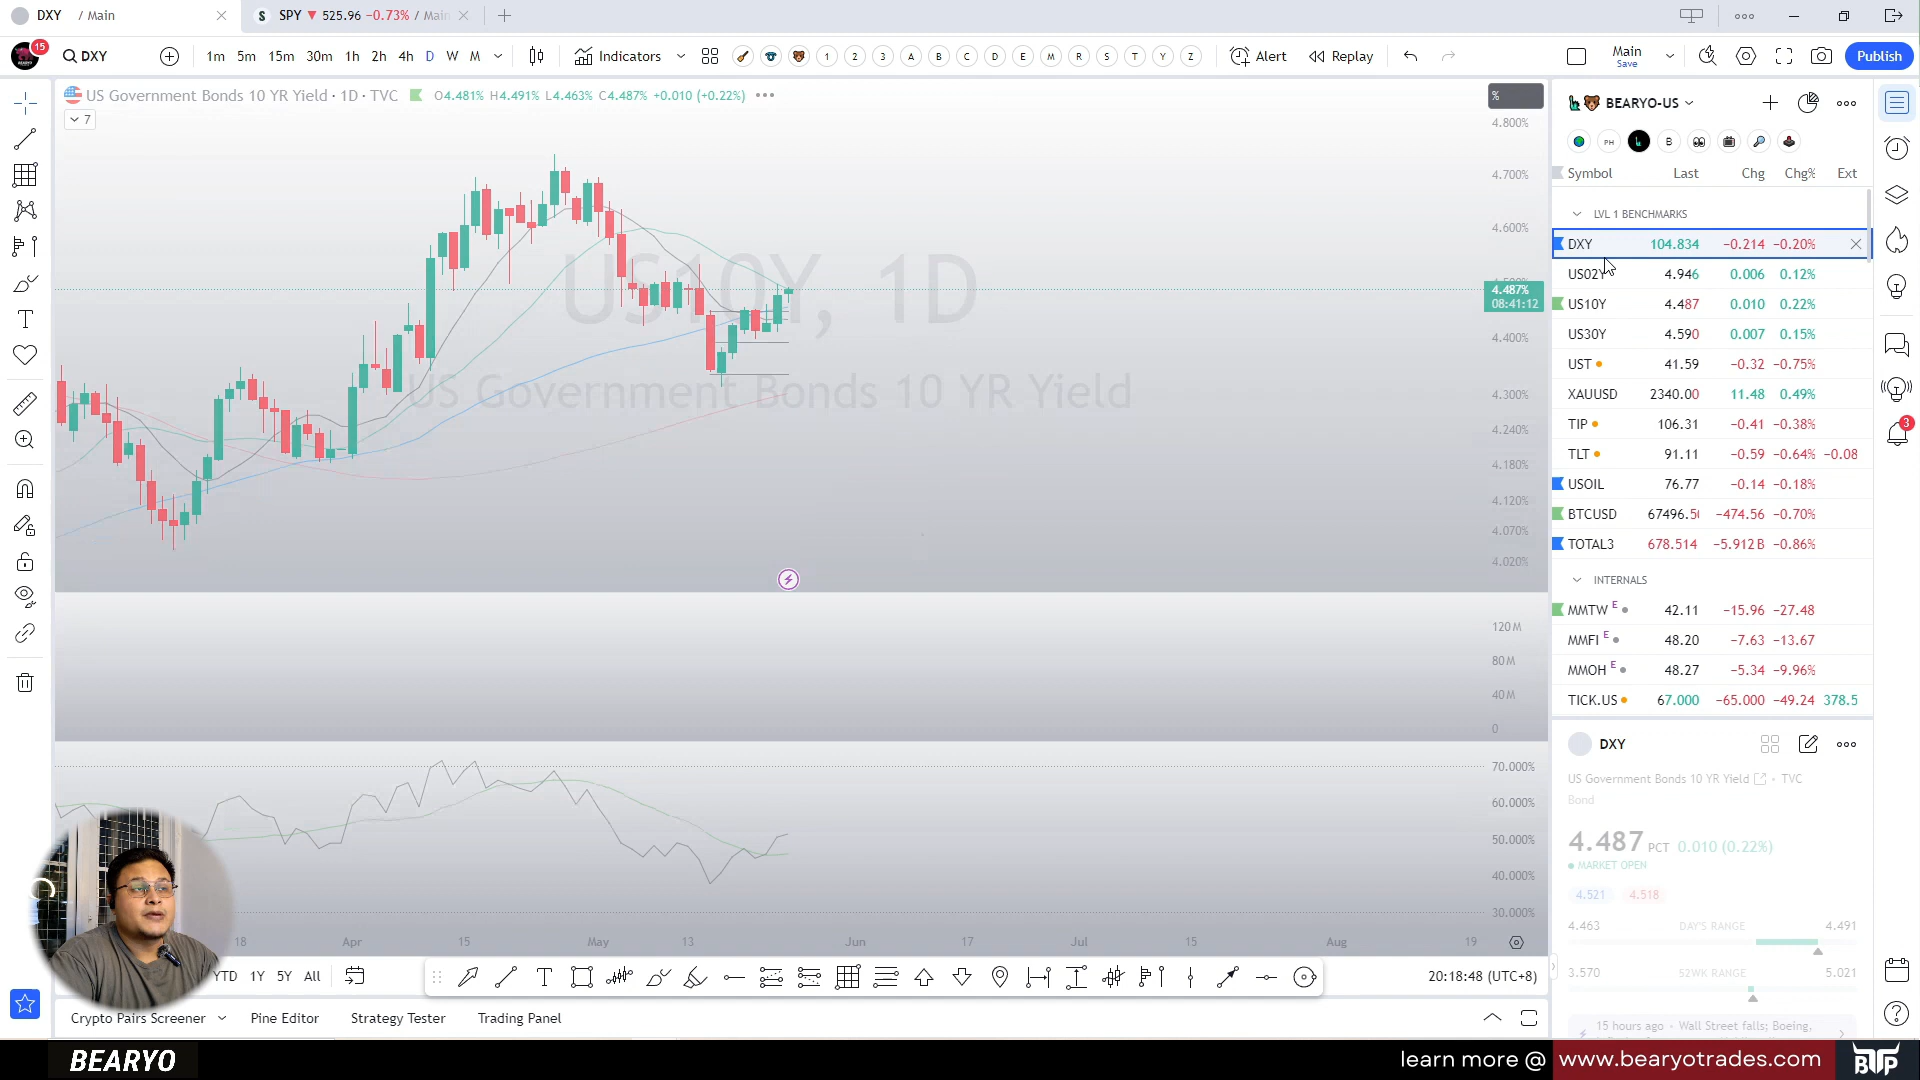 DXY / Main
SPY 525.96 −0.73% / Main
15
DXY
1m 5m 15m 30m 1h 2h 4h D W M
Indicators
1 2 3 A B C D E M R S T Y Z
Alert
Replay
Main
Save
Publish
US Government Bonds 10 YR Yield · 1D · TVC
O4.481% H4.491% L4.463% C4.487% +0.010 (+0.22%)
7
%
4.800%
4.700%
4.600%
4.487%
08:41:12
4.400%
4.300%
4.240%
4.180%
4.120%
4.070%
4.020%
US10Y, 1D
US Government Bonds 10 YR Yield
120M
80M
40M
0
70.000%
60.000%
50.000%
40.000%
30.000%
18 Apr 15 May 13 Jun 17 Jul 15 Aug 19
YTD 1Y 5Y All
20:18:48 (UTC+8)
Crypto Pairs Screener
Pine Editor
Strategy Tester
Trading Panel
BEARYO-US
PH
B
Symbol Last Chg Chg% Ext
LVL 1 BENCHMARKS
DXY 104.834 −0.214 −0.20%
US02Y 4.946 0.006 0.12%
US10Y 4.487 0.010 0.22%
US30Y 4.590 0.007 0.15%
UST 41.59 −0.32 −0.75%
XAUUSD 2340.00 11.48 0.49%
TIP 106.31 −0.41 −0.38%
TLT 91.11 −0.59 −0.64% −0.08
USOIL 76.77 −0.14 −0.18%
BTCUSD 67496.50 −474.56 −0.70%
TOTAL3 678.514 −5.912B −0.86%
INTERNALS
MMTW E 42.11 −15.96 −27.48
MMFI E 48.20 −7.63 −13.67
MMOH E 48.27 −5.34 −9.96%
TICK.US 67.000 −65.000 −49.24 378.5
3
DXY
US Government Bonds 10 YR Yield · TVC
Bond
4.487 PCT 0.010 (0.22%)
MARKET OPEN
4.521 4.518
4.463 DAY'S RANGE 4.491
3.570 52WK RANGE 5.021
15 hours ago · Wall Street falls; Boeing,
BEARYO
learn more @ www.bearyotrades.com
BTP